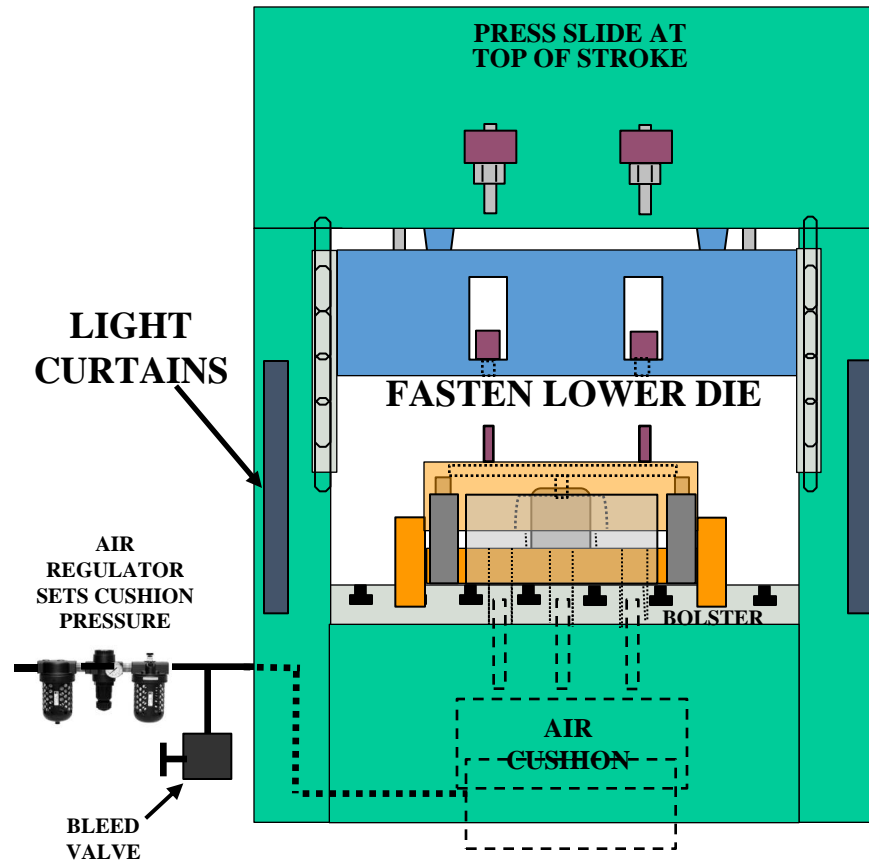 PRESS SLIDE AT
TOP OF STROKE
LIGHT
CURTAINS
FASTEN LOWER DIE
AIR
REGULATOR
SETS CUSHION
PRESSURE
BOLSTER
AIR
CUSHION
BLEED
VALVE